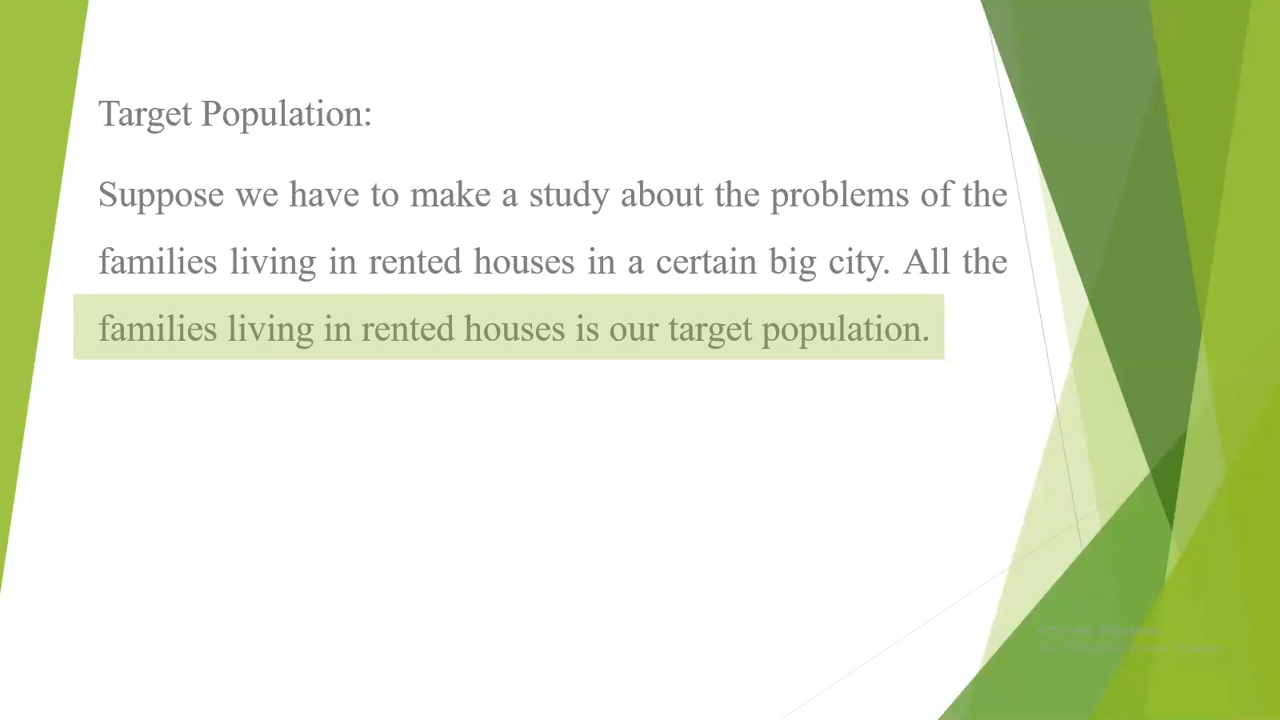 Target Population:
Suppose we have to make a study about the problems of the
families living in rented houses in a certain big city. All the
families living in rented houses is our target population.